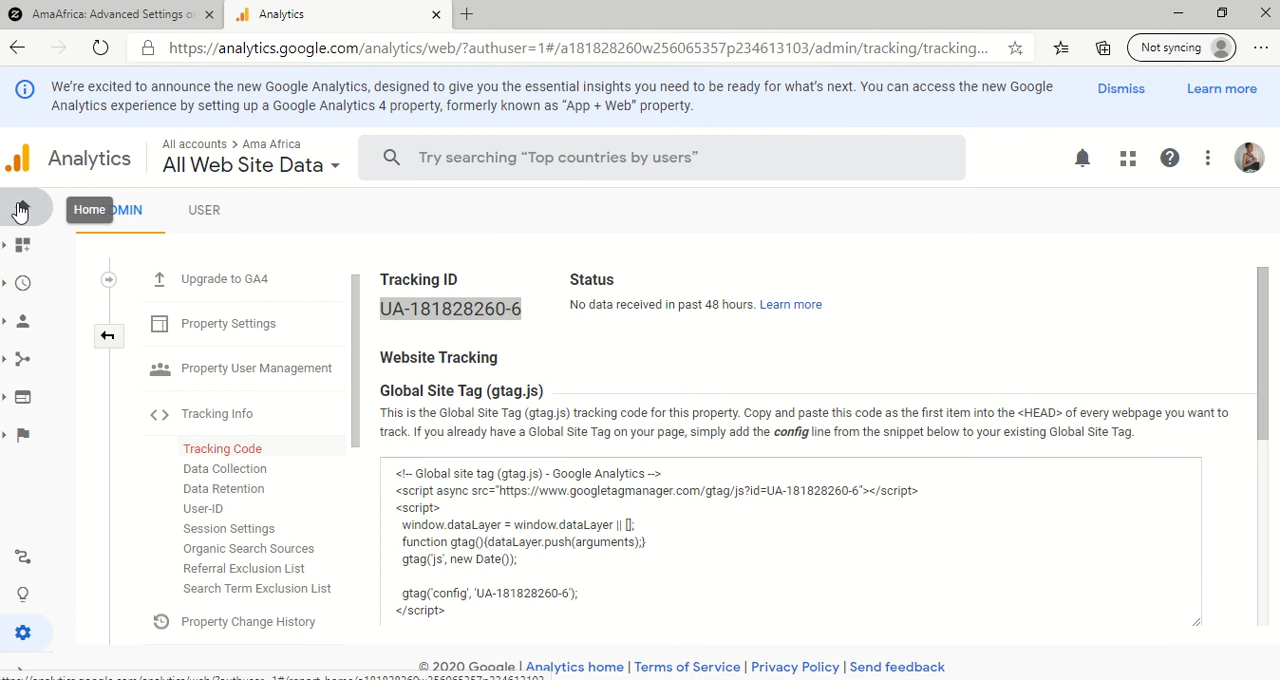 AmaAfrica: Advanced Settings or
Analytics
https://analytics.google.com/analytics/web/?authuser=1#/a181828260w256065357p234613103/admin/tracking/tracking...
Not syncing
We're excited to announce the new Google Analytics, designed to give you the essential insights you need to be ready for what's next. You can access the new Google
Analytics experience by setting up a Google Analytics 4 property, formerly known as “App + Web” property.
Dismiss
Learn more
Analytics
All accounts > Ama Africa
All Web Site Data
Try searching “Top countries by users”
Home
DMIN
USER
Upgrade to GA4
Property Settings
Property User Management
Tracking Info
Tracking Code
Data Collection
Data Retention
User-ID
Session Settings
Organic Search Sources
Referral Exclusion List
Search Term Exclusion List
Property Change History
Tracking ID
UA-181828260-6
Status
No data received in past 48 hours. Learn more
Website Tracking
Global Site Tag (gtag.js)
This is the Global Site Tag (gtag.js) tracking code for this property. Copy and paste this code as the first item into the <HEAD> of every webpage you want to
track. If you already have a Global Site Tag on your page, simply add the config line from the snippet below to your existing Global Site Tag.
<!-- Global site tag (gtag.js) - Google Analytics -->
<script async src="https://www.googletagmanager.com/gtag/js?id=UA-181828260-6"></script>
<script>
window.dataLayer = window.dataLayer || [];
function gtag(){dataLayer.push(arguments);}
gtag('js', new Date());
gtag('config', 'UA-181828260-6');
</script>
© 2020 Google | Analytics home | Terms of Service | Privacy Policy | Send feedback